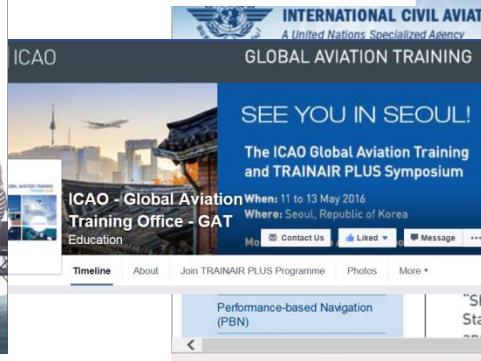 INTERNATIONAL CIVIL AVIAT
A United Nations Specialized Agency
ICAO
GLOBAL AVIATION TRAINING
SEE YOU IN SEOUL!
The ICAO Global Aviation Training
and TRAINAIR PLUS Symposium
When: 11 to 13 May 2016
Where: Seoul, Republic of Korea
ICAO - Global Aviation
Training Office - GAT
Education
Contact Us
Liked
Message
Timeline About Join TRAINAIR PLUS Programme Photos More
Performance-based Navigation
(PBN)